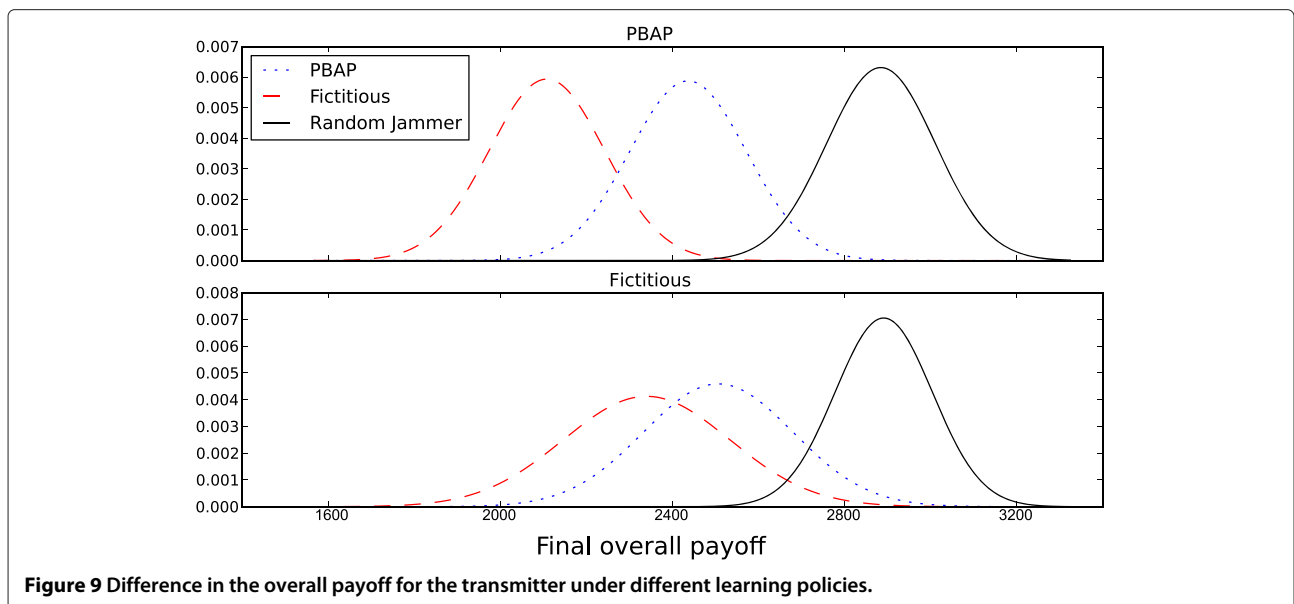 PBAP
0.007
0.006
0.005
0.004
0.003
0.002
0.001
0.000
PBAP
Fictitious
Random Jammer
Fictitious
0.008
0.007
0.006
0.005
0.004
0.003
0.002
0.001
0.000
1600 2000 2400 2800 3200
Final overall payoff
Figure 9 Difference in the overall payoff for the transmitter under different learning policies.